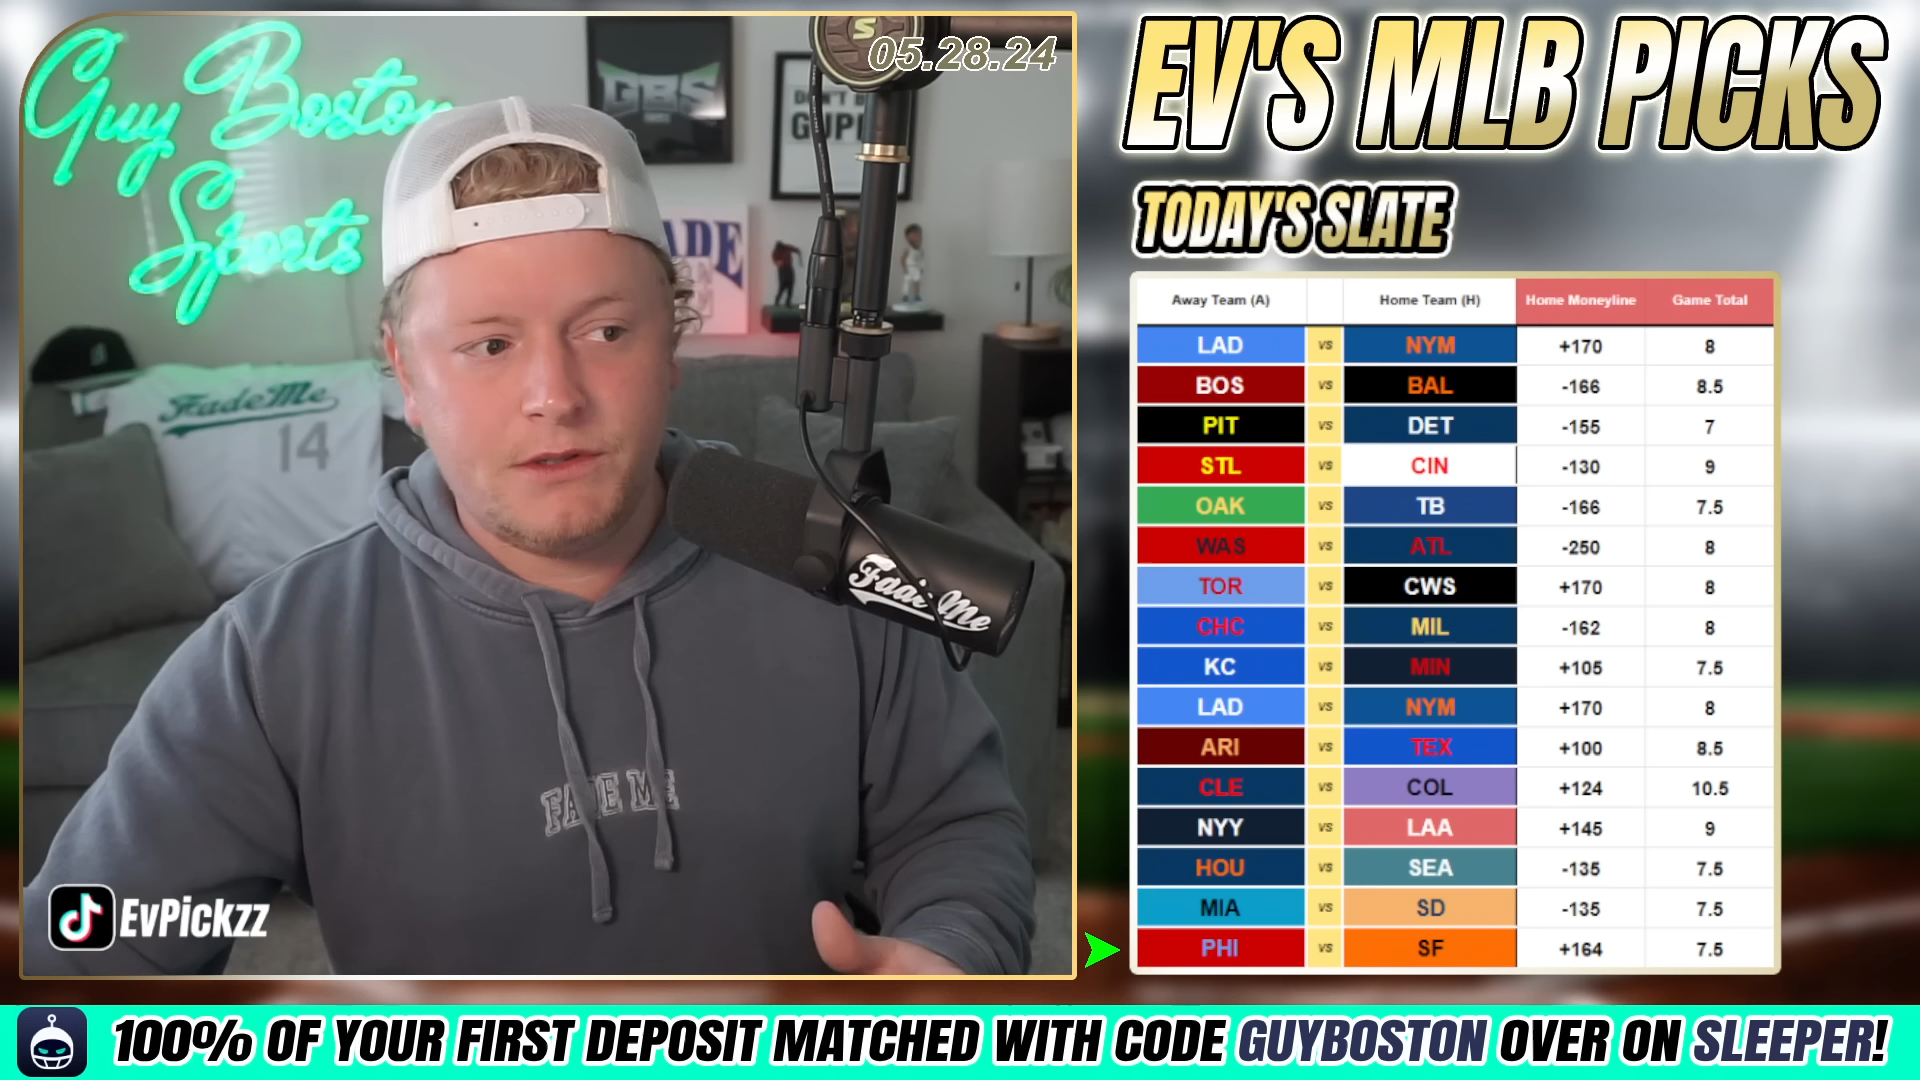 Guy Boston
Sports
GBS
05.28.24
FadeMe
14
Fade Me
FADE ME
EvPickzz
EV'S MLB PICKS
TODAY'S SLATE
Away Team (A) Home Team (H) Home Moneyline Game Total
LAD vs NYM +170 8
BOS vs BAL -166 8.5
PIT vs DET -155 7
STL vs CIN -130 9
OAK vs TB -166 7.5
WAS vs ATL -250 8
TOR vs CWS +170 8
CHC vs MIL -162 8
KC vs MIN +105 7.5
LAD vs NYM +170 8
ARI vs TEX +100 8.5
CLE vs COL +124 10.5
NYY vs LAA +145 9
HOU vs SEA -135 7.5
MIA vs SD -135 7.5
PHI vs SF +164 7.5
100% OF YOUR FIRST DEPOSIT MATCHED WITH CODE GUYBOSTON OVER ON SLEEPER!